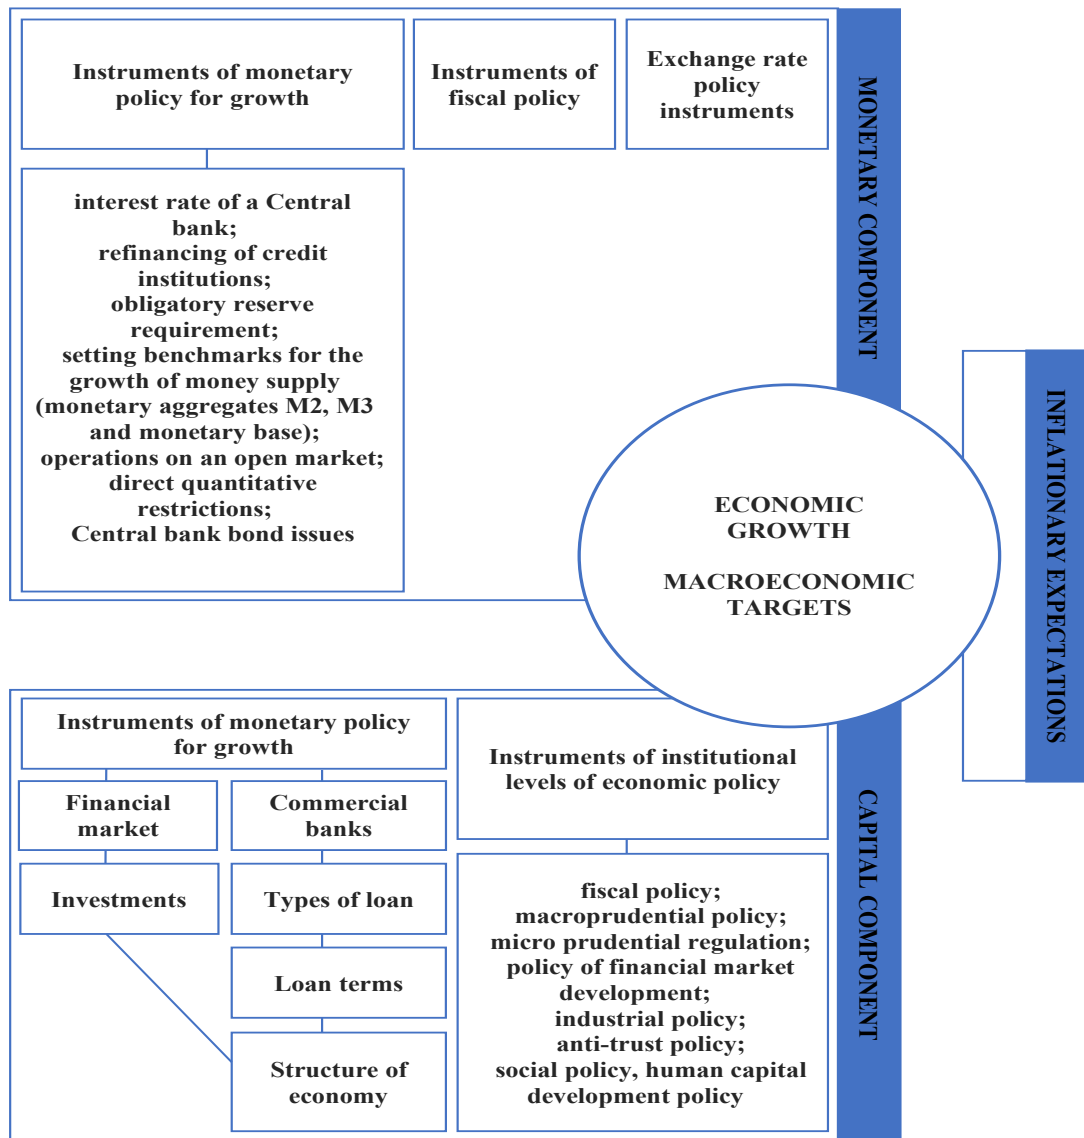 Instruments of monetary
policy for growth
Instruments of
fiscal policy
Exchange rate
policy
instruments
MONETARY COMPONENT
interest rate of a Central
bank;
refinancing of credit
institutions;
obligatory reserve
requirement;
setting benchmarks for the
growth of money supply
(monetary aggregates M2, M3
and monetary base);
operations on an open market;
direct quantitative
restrictions;
Central bank bond issues
ECONOMIC
GROWTH
MACROECONOMIC
TARGETS
INFLATIONARY EXPECTATIONS
Instruments of monetary policy
for growth
Financial
market
Commercial
banks
Investments
Types of loan
Loan terms
Structure of
economy
Instruments of institutional
levels of economic policy
fiscal policy;
macroprudential policy;
micro prudential regulation;
policy of financial market
development;
industrial policy;
anti-trust policy;
social policy, human capital
development policy
CAPITAL COMPONENT